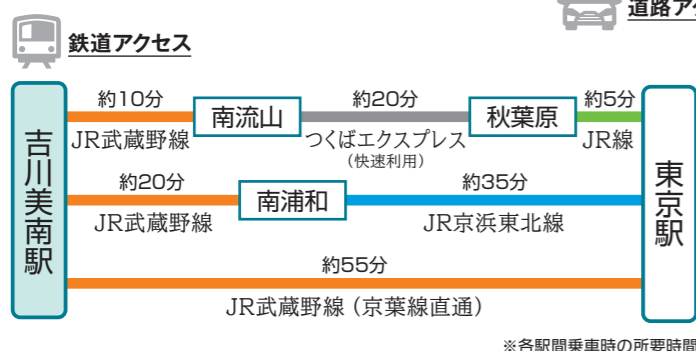 道路ア
鉄道アクセス
吉川美南駅
約10分
JR武蔵野線
南流山
約20分
つくばエクスプレス
(快速利用)
秋葉原
約5分
JR線
約20分
JR武蔵野線
南浦和
約35分
JR京浜東北線
約55分
JR武蔵野線(京葉線直通)
東京駅
※各駅間乗車時の所要時間